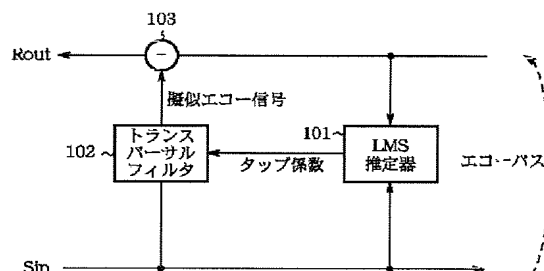 103
Rout
−
擬似エコー信号
102
トランス
パーサル
フィルタ
タップ係数
101
LMS
推定器
エコーパス
Sin